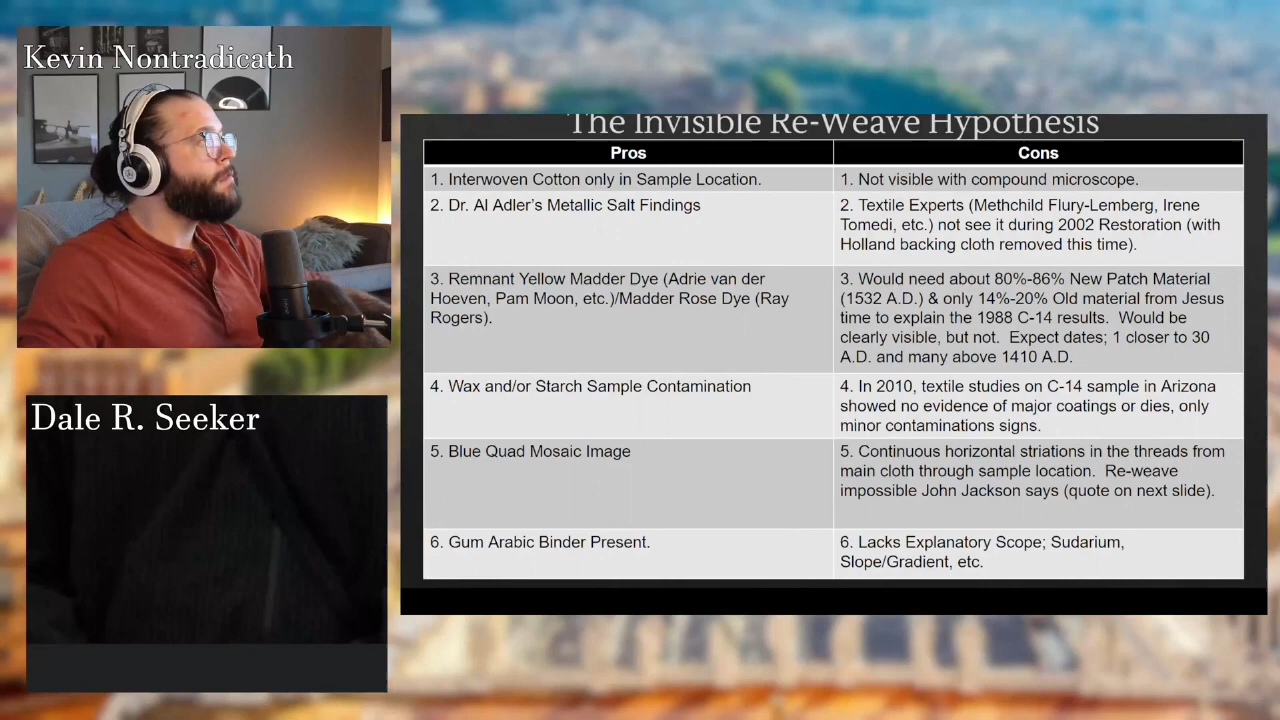 Kevin Nontradicath
Dale R. Seeker
The Invisible Re-Weave Hypothesis
Pros
Cons
1. Interwoven Cotton only in Sample Location.
1. Not visible with compound microscope.
2. Dr. Al Adler's Metallic Salt Findings
2. Textile Experts (Methchild Flury-Lemberg, Irene
Tomedi, etc.) not see it during 2002 Restoration (with
Holland backing cloth removed this time).
3. Remnant Yellow Madder Dye (Adrie van der
Hoeven, Pam Moon, etc.)/Madder Rose Dye (Ray
Rogers).
3. Would need about 80%-86% New Patch Material
(1532 A.D.) & only 14%-20% Old material from Jesus
time to explain the 1988 C-14 results. Would be
clearly visible, but not. Expect dates; 1 closer to 30
A.D. and many above 1410 A.D.
4. Wax and/or Starch Sample Contamination
4. In 2010, textile studies on C-14 sample in Arizona
showed no evidence of major coatings or dies, only
minor contaminations signs.
5. Blue Quad Mosaic Image
5. Continuous horizontal striations in the threads from
main cloth through sample location. Re-weave
impossible John Jackson says (quote on next slide).
6. Gum Arabic Binder Present.
6. Lacks Explanatory Scope; Sudarium,
Slope/Gradient, etc.